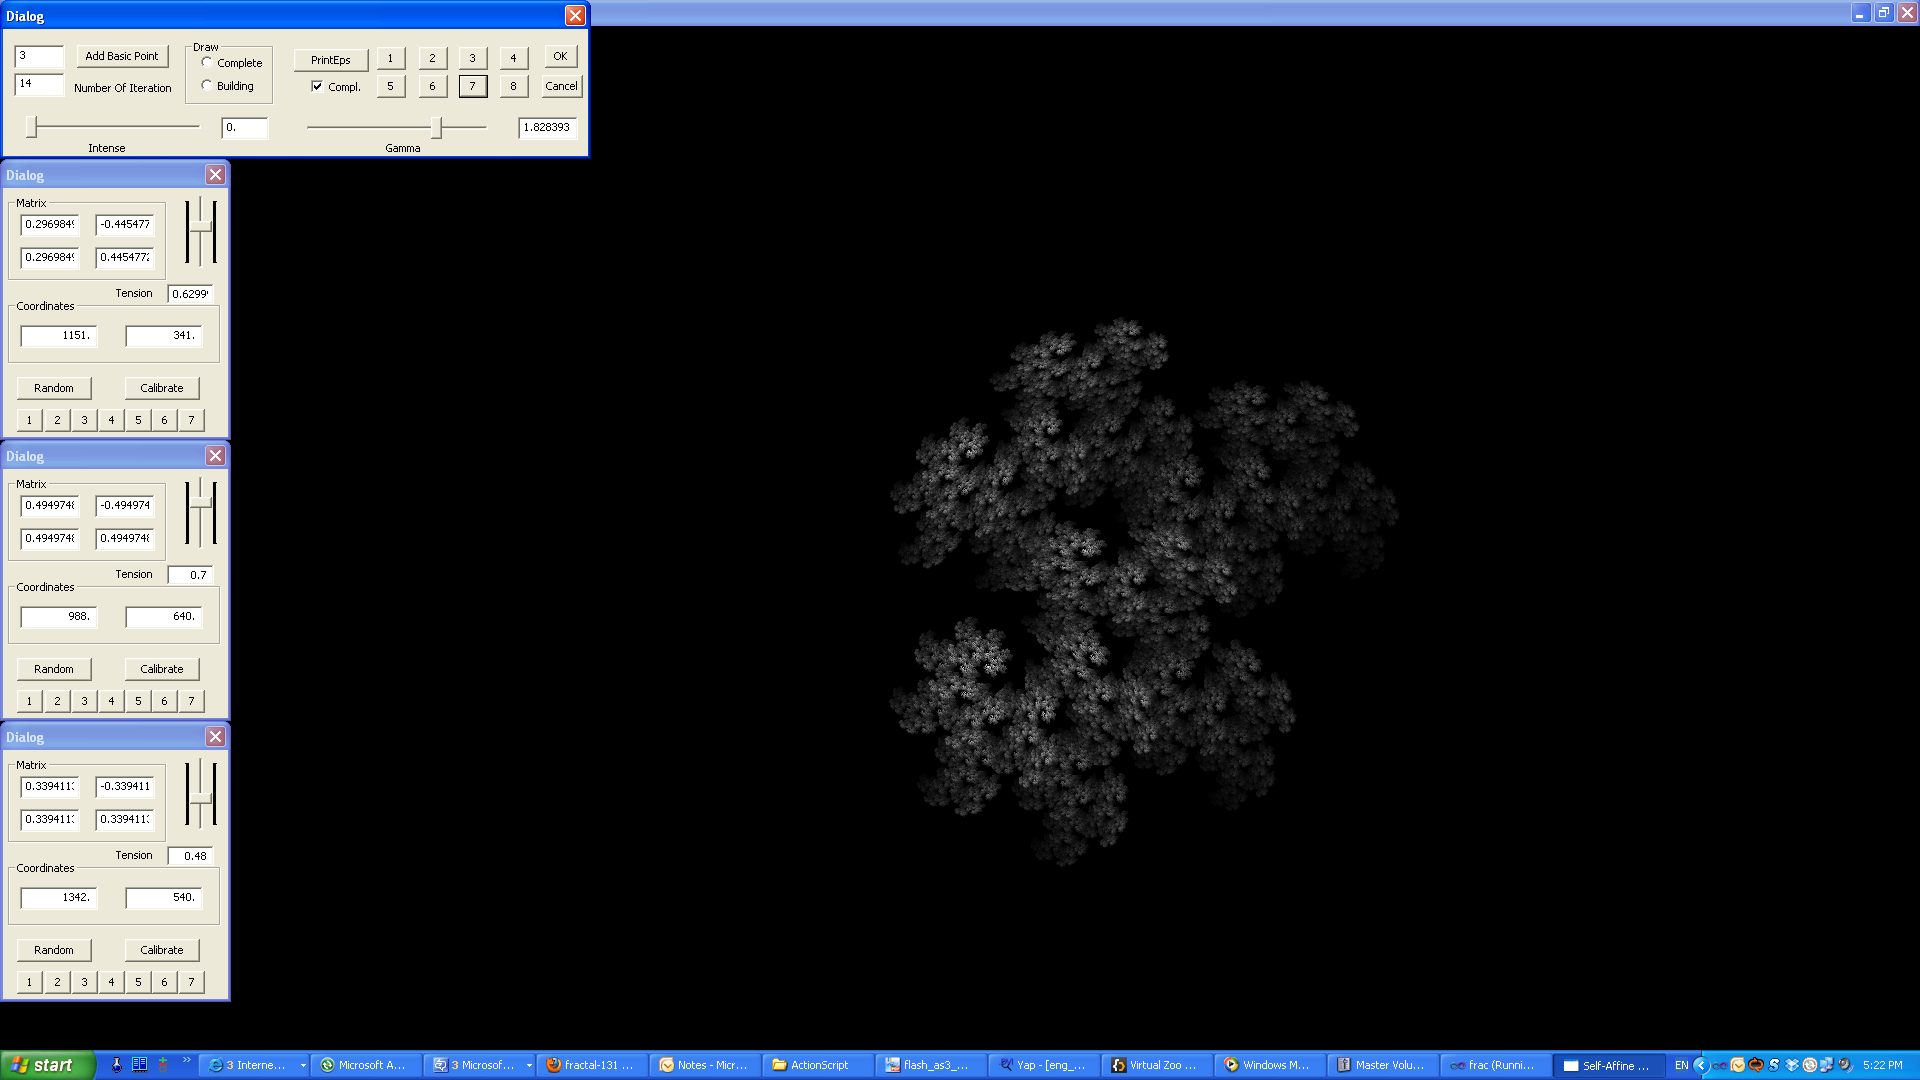 Dialog
3
Add Basic Point
Draw
Complete
Building
PrintEps
1 2 3 4 OK
14
Number Of Iteration
Compl.
5 6 7 8 Cancel
0.
1.828393
Intense
Gamma
Dialog
Matrix
0.296984 -0.445477
0.296984 0.445477
Tension 0.6299
Coordinates
1151. 341.
Random Calibrate
1 2 3 4 5 6 7
Dialog
Matrix
0.494974 -0.494974
0.494974 0.494974
Tension 0.7
Coordinates
988. 640.
Random Calibrate
1 2 3 4 5 6 7
Dialog
Matrix
0.339411 -0.339411
0.339411 0.339411
Tension 0.48
Coordinates
1342. 540.
Random Calibrate
1 2 3 4 5 6 7
start
3 Interne...
Microsoft A...
3 Microsof...
fractal-131 ...
Notes - Micr...
ActionScript
flash_as3_...
Yap - [eng_...
Virtual Zoo ...
Windows M...
Master Volu...
frac (Runni...
Self-Affine ...
EN
5:22 PM